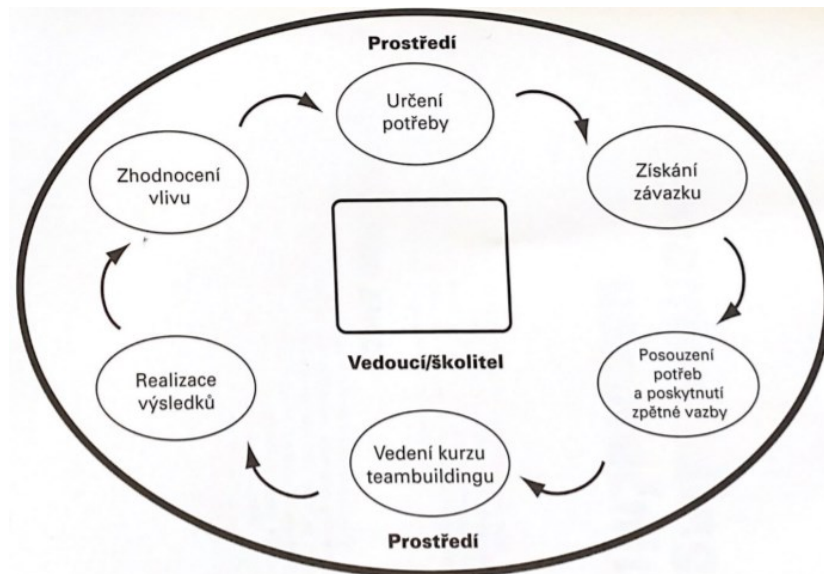 Prostředí
Určení
potřeby
Získání
závazku
Posouzení
potřeb
a poskytnutí
zpětné vazby
Vedení kurzu
teambuildingu
Realizace
výsledků
Zhodnocení
vlivu
Vedoucí/školitel
Prostředí